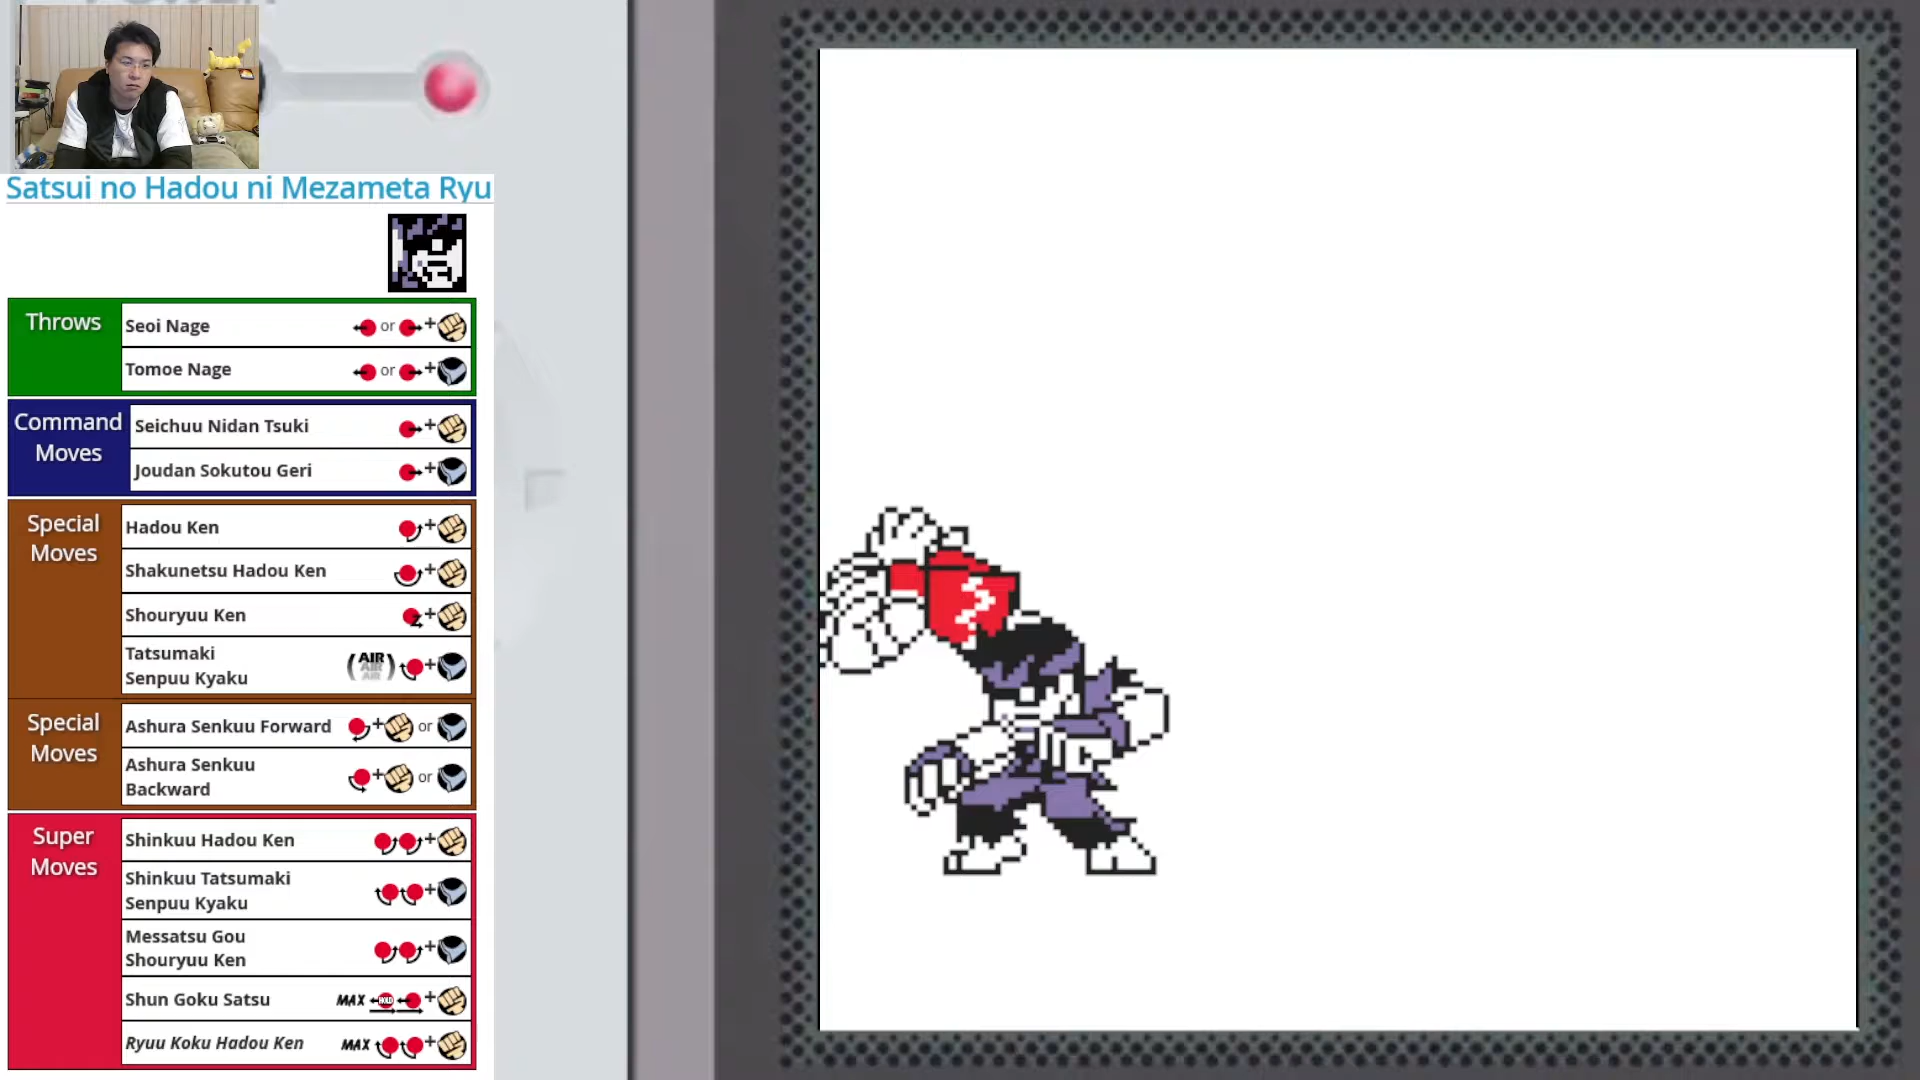 Satsui no Hadou ni Mezameta Ryu
Throws
Seoi Nage
or
+
Tomoe Nage
or
+
Command
Moves
Seichuu Nidan Tsuki
+
Joudan Sokutou Geri
+
Special
Moves
Hadou Ken
+
Shakunetsu Hadou Ken
+
Shouryuu Ken
+
Tatsumaki
Senpuu Kyaku
(AIR) +
Special
Moves
Ashura Senkuu Forward
+ or
Ashura Senkuu
Backward
+ or
Super
Moves
Shinkuu Hadou Ken
+
Shinkuu Tatsumaki
Senpuu Kyaku
+
Messatsu Gou
Shouryuu Ken
+
Shun Goku Satsu
MAX HOLD +
Ryuu Koku Hadou Ken
MAX +